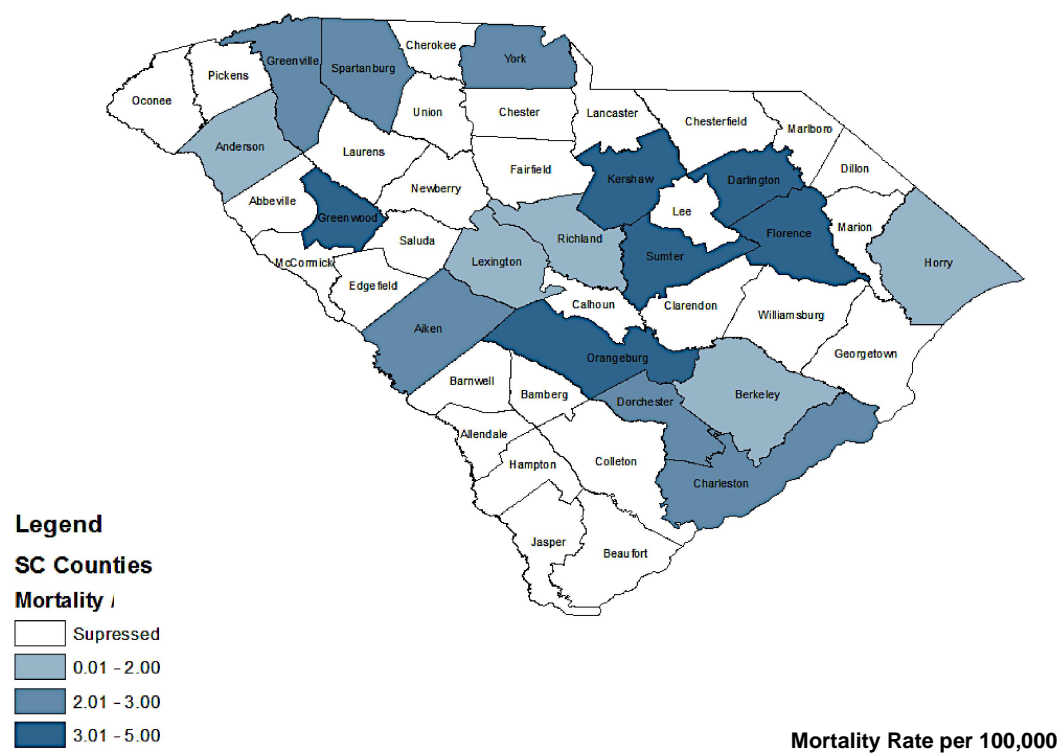 Cherokee
Greenville
York
Spartanburg
Pickens
Oconee
Union
Chester
Lancaster
Chesterfield
Marlboro
Anderson
Laurens
Dillon
Fairfield
Kershaw
Darlington
Newberry
Abbeville
Lee
Greenwood
Marion
Florence
Richland
Saluda
Sumter
McCormick
Lexington
Horry
Edgefield
Calhoun
Clarendon
Williamsburg
Aiken
Georgetown
Orangeburg
Barnwell
Bamberg
Berkeley
Dorchester
Allendale
Colleton
Hampton
Charleston
Jasper
Beaufort
Legend
SC Counties
Mortality /
Supressed
0.01 - 2.00
2.01 - 3.00
3.01 - 5.00
Mortality Rate per 100,000